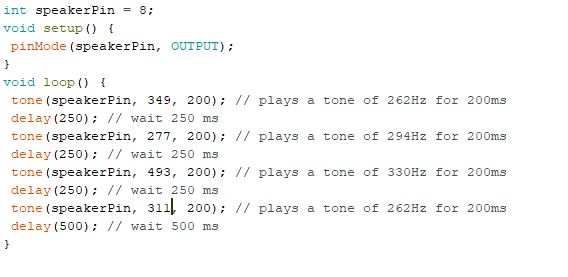 int speakerPin = 8;
void setup() {
 pinMode(speakerPin, OUTPUT);
}
void loop() {
 tone(speakerPin, 349, 200); // plays a tone of 262Hz for 200ms
 delay(250); // wait 250 ms
 tone(speakerPin, 277, 200); // plays a tone of 294Hz for 200ms
 delay(250); // wait 250 ms
 tone(speakerPin, 493, 200); // plays a tone of 330Hz for 200ms
 delay(250); // wait 250 ms
 tone(speakerPin, 311, 200); // plays a tone of 262Hz for 200ms
 delay(500); // wait 500 ms
}